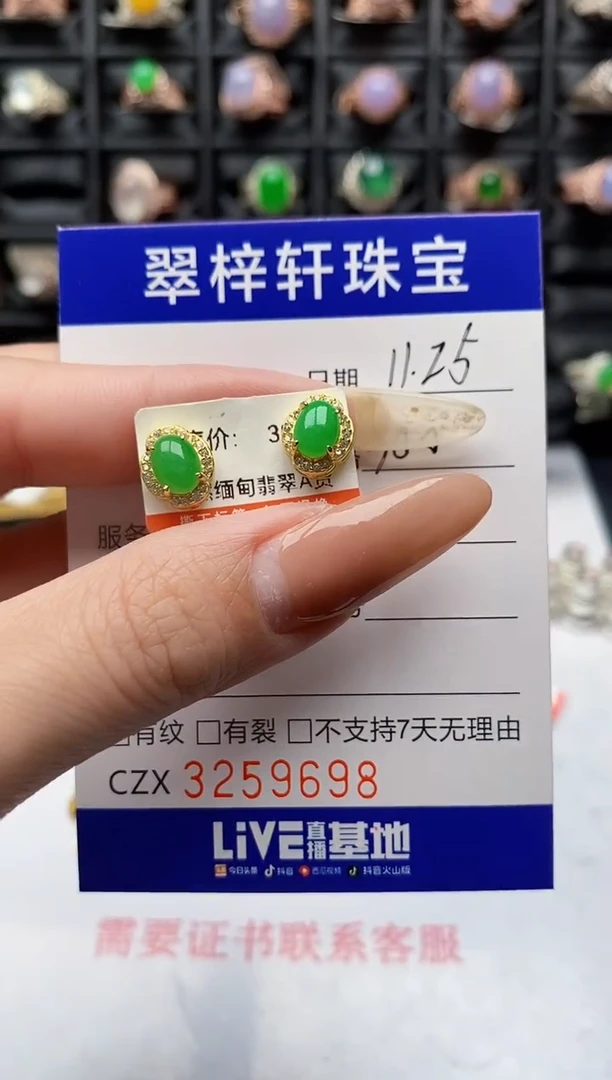 翠梓轩珠宝
日期 11.25
价: 3
缅甸翡翠A货
服务
有纹 □有裂 □不支持7天无理由
CZX 3259698
LiVE直播基地
今日头条 抖音 西瓜视频 抖音火山版
需要证书联系客服